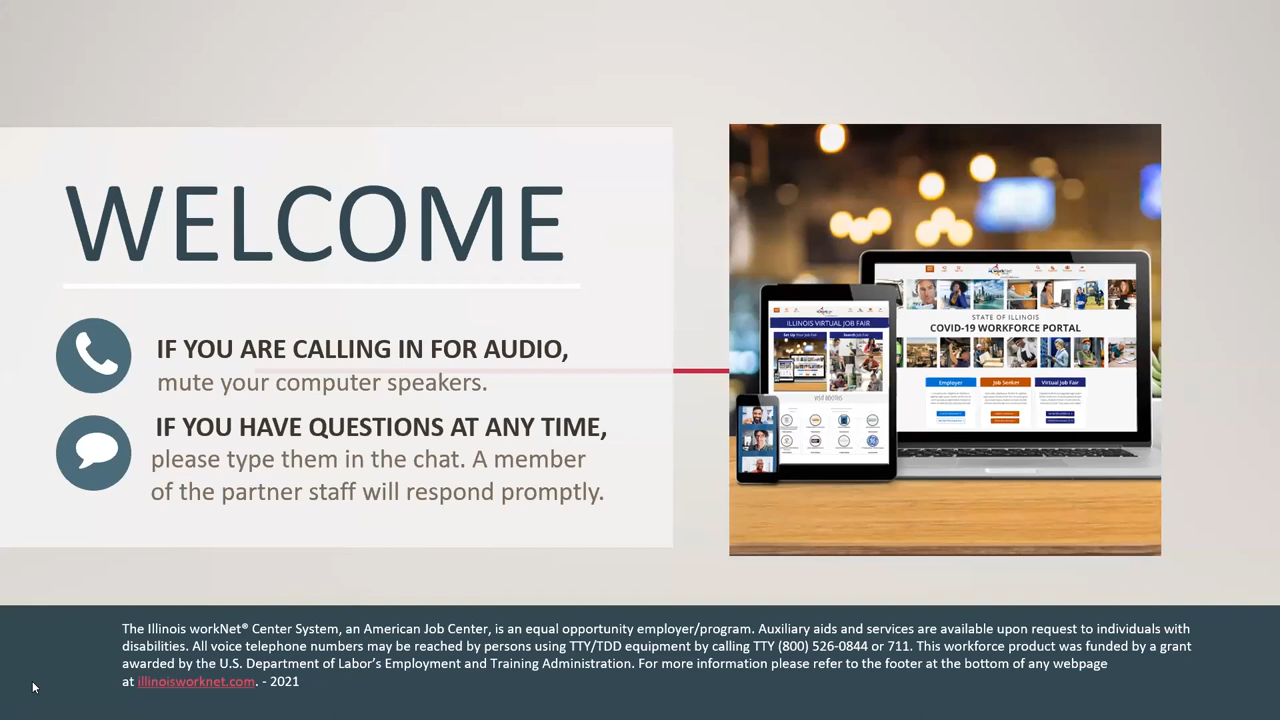 WELCOME
IF YOU ARE CALLING IN FOR AUDIO,
mute your computer speakers.
IF YOU HAVE QUESTIONS AT ANY TIME,
please type them in the chat. A member
of the partner staff will respond promptly.
STATE OF ILLINOIS
COVID-19 WORKFORCE PORTAL
ILLINOIS VIRTUAL JOB FAIR
Employer
Job Seeker
Virtual Job Fair
VISIT BOOTHS
The Illinois workNet® Center System, an American Job Center, is an equal opportunity employer/program. Auxiliary aids and services are available upon request to individuals with
disabilities. All voice telephone numbers may be reached by persons using TTY/TDD equipment by calling TTY (800) 526-0844 or 711. This workforce product was funded by a grant
awarded by the U.S. Department of Labor’s Employment and Training Administration. For more information please refer to the footer at the bottom of any webpage
at illinoisworknet.com. - 2021